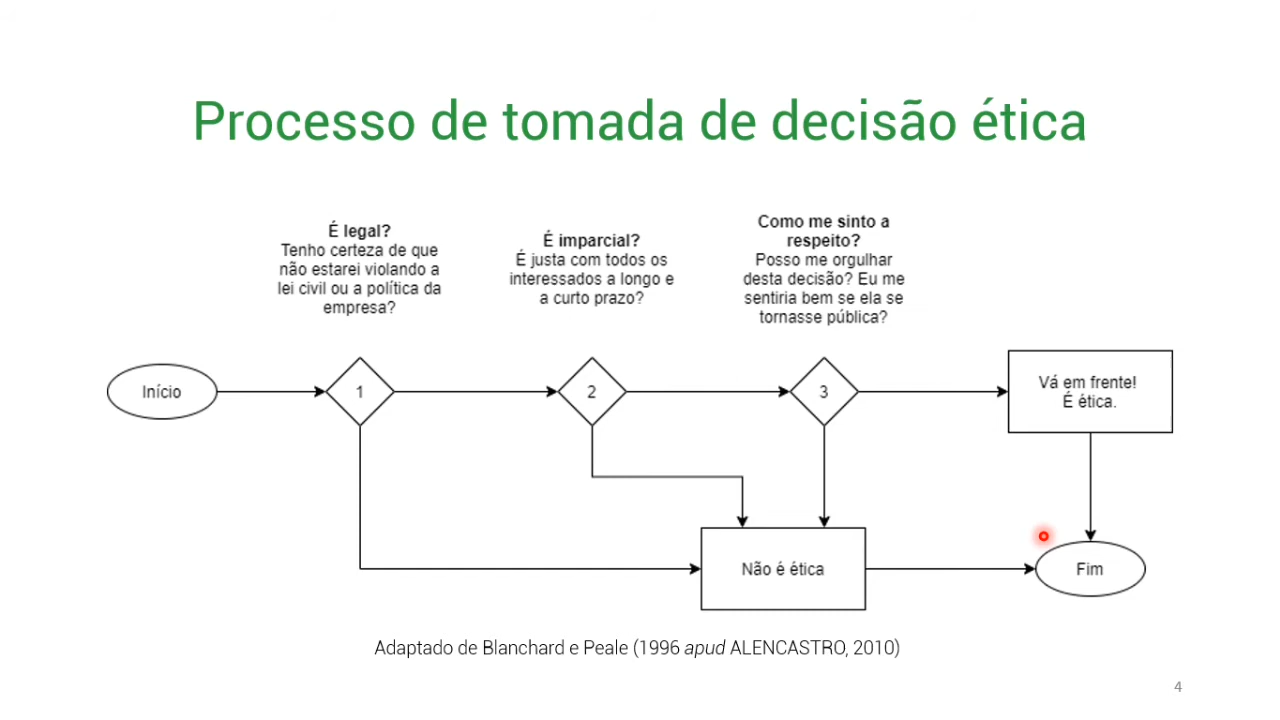 Processo de tomada de decisão ética
É legal?
Tenho certeza de que
não estarei violando a
lei civil ou a política da
empresa?
É imparcial?
É justa com todos os
interessados a longo e
a curto prazo?
Como me sinto a
respeito?
Posso me orgulhar
desta decisão? Eu me
sentiria bem se ela se
tornasse pública?
Início
1
2
3
Vá em frente!
É ética.
Não é ética
Fim
Adaptado de Blanchard e Peale (1996 apud ALENCASTRO, 2010)
4